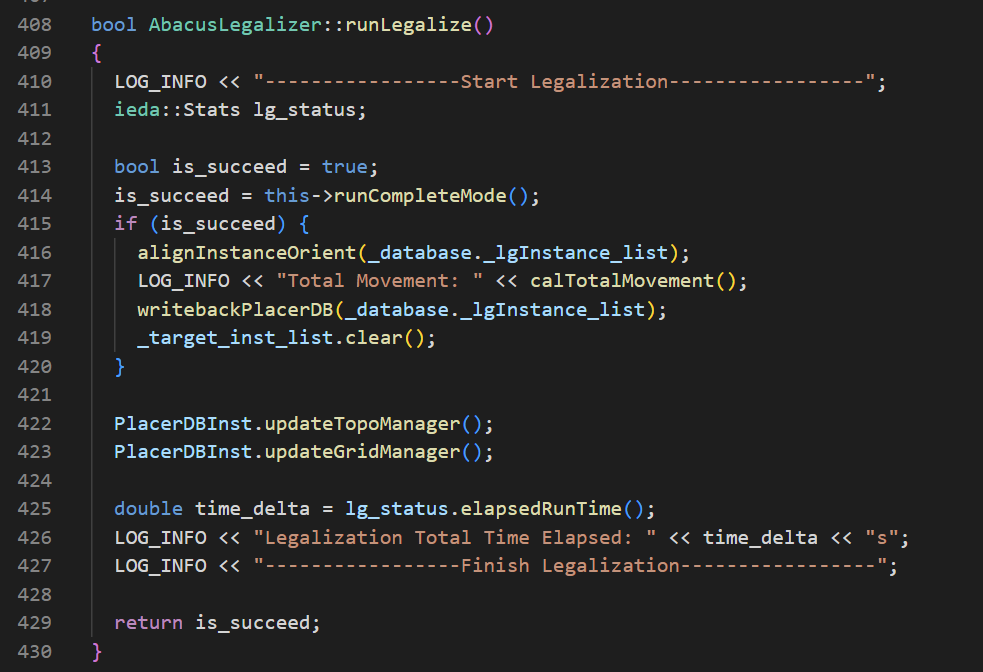 408 bool AbacusLegalizer::runLegalize()
409 {
410 LOG_INFO << "-----------------Start Legalization-----------------";
411 ieda::Stats lg_status;
412
413 bool is_succeed = true;
414 is_succeed = this->runCompleteMode();
415 if (is_succeed) {
416 alignInstanceOrient(_database._lgInstance_list);
417 LOG_INFO << "Total Movement: " << calTotalMovement();
418 writebackPlacerDB(_database._lgInstance_list);
419 _target_inst_list.clear();
420 }
421
422 PlacerDBInst.updateTopoManager();
423 PlacerDBInst.updateGridManager();
424
425 double time_delta = lg_status.elapsedRunTime();
426 LOG_INFO << "Legalization Total Time Elapsed: " << time_delta << "s";
427 LOG_INFO << "-----------------Finish Legalization-----------------";
428
429 return is_succeed;
430 }